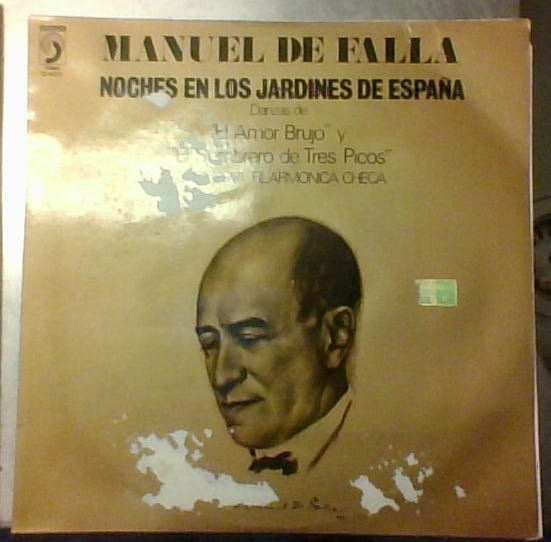 MANUEL DE FALLA
NOCHES EN LOS JARDINES DE ESPAÑA
Danzas de
"El Amor Brujo" y
"El Sombrero de Tres Picos"
FILARMONICA CHECA